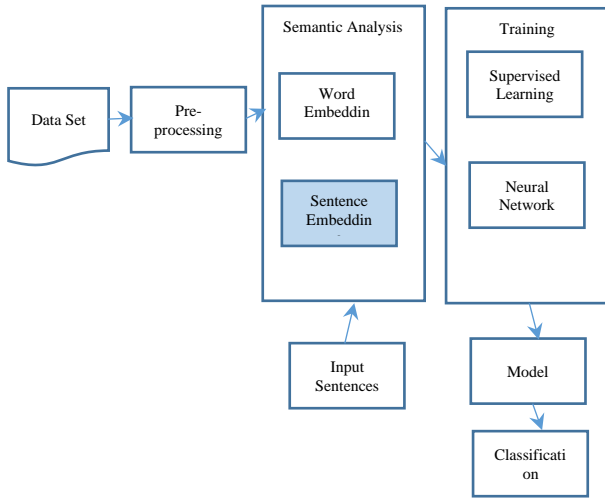 Semantic Analysis
Training
Data Set
Pre-
processing
Word
Embeddin
Sentence
Embeddin
Supervised
Learning
Neural
Network
Input
Sentences
Model
Classificati
on